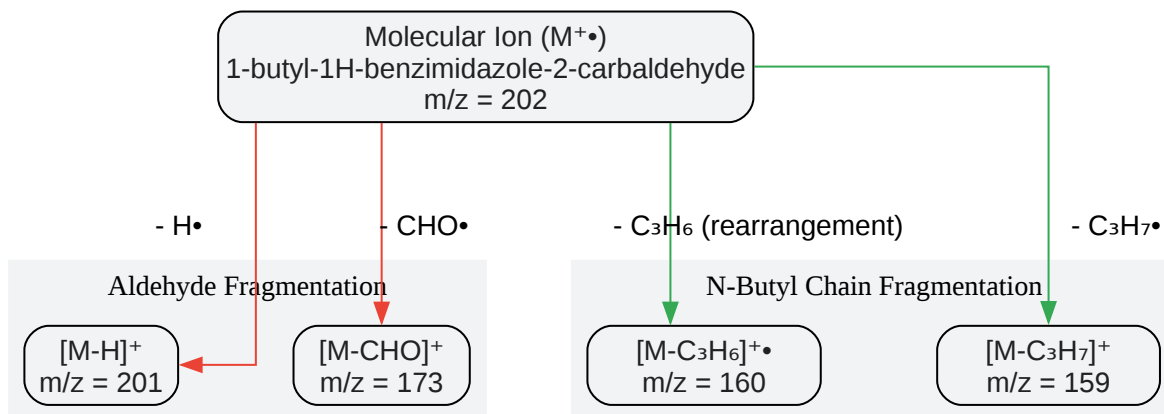 Molecular Ion (M⁺•)
1-butyl-1H-benzimidazole-2-carbaldehyde
m/z = 202
- H•
- CHO•
- C₃H₆ (rearrangement)
- C₃H₇•
Aldehyde Fragmentation
N-Butyl Chain Fragmentation
[M-H]⁺
m/z = 201
[M-CHO]⁺
m/z = 173
[M-C₃H₆]⁺•
m/z = 160
[M-C₃H₇]⁺
m/z = 159